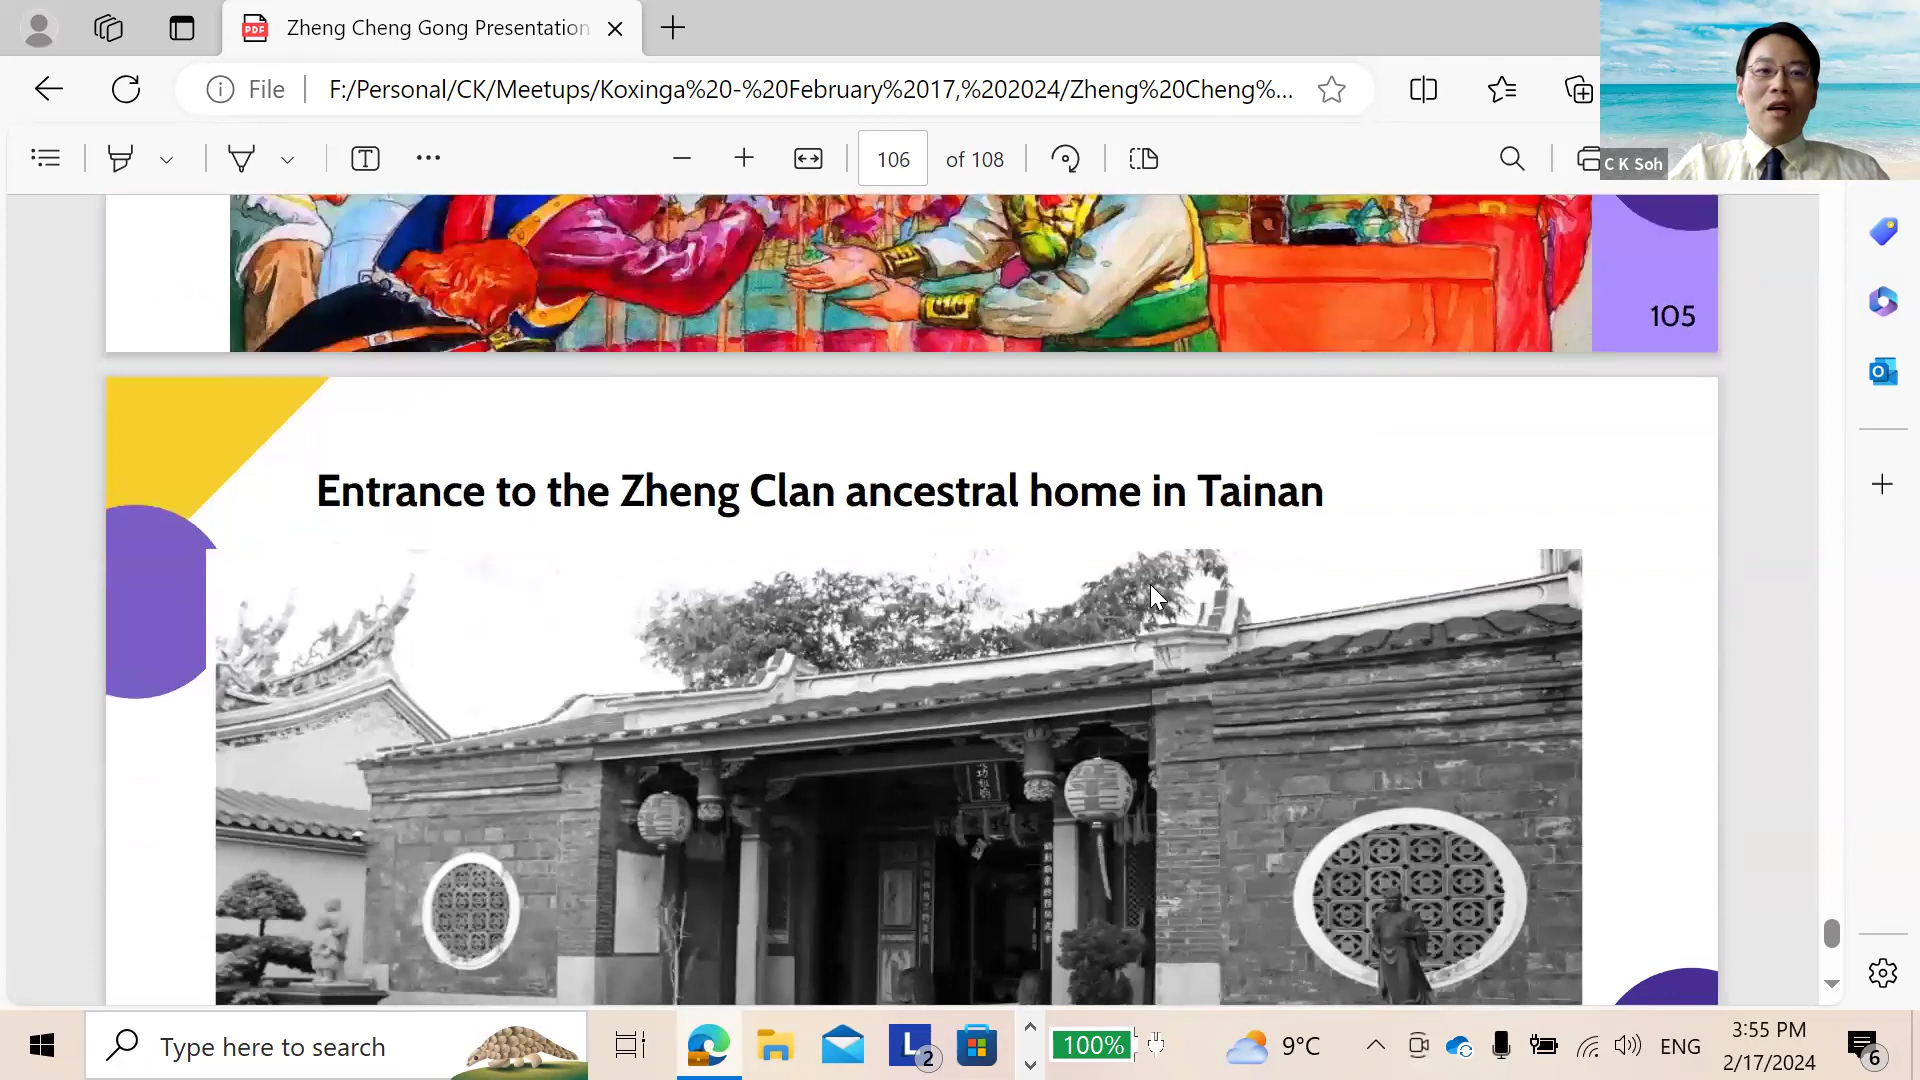 Zheng Cheng Gong Presentation
File
F:/Personal/CK/Meetups/Koxinga%20-%20February%2017,%202024/Zheng%20Cheng%...
106 of 108
C K Soh
105
Entrance to the Zheng Clan ancestral home in Tainan
Type here to search
L 2
100%
9°C
ENG
3:55 PM
2/17/2024
6
PDF